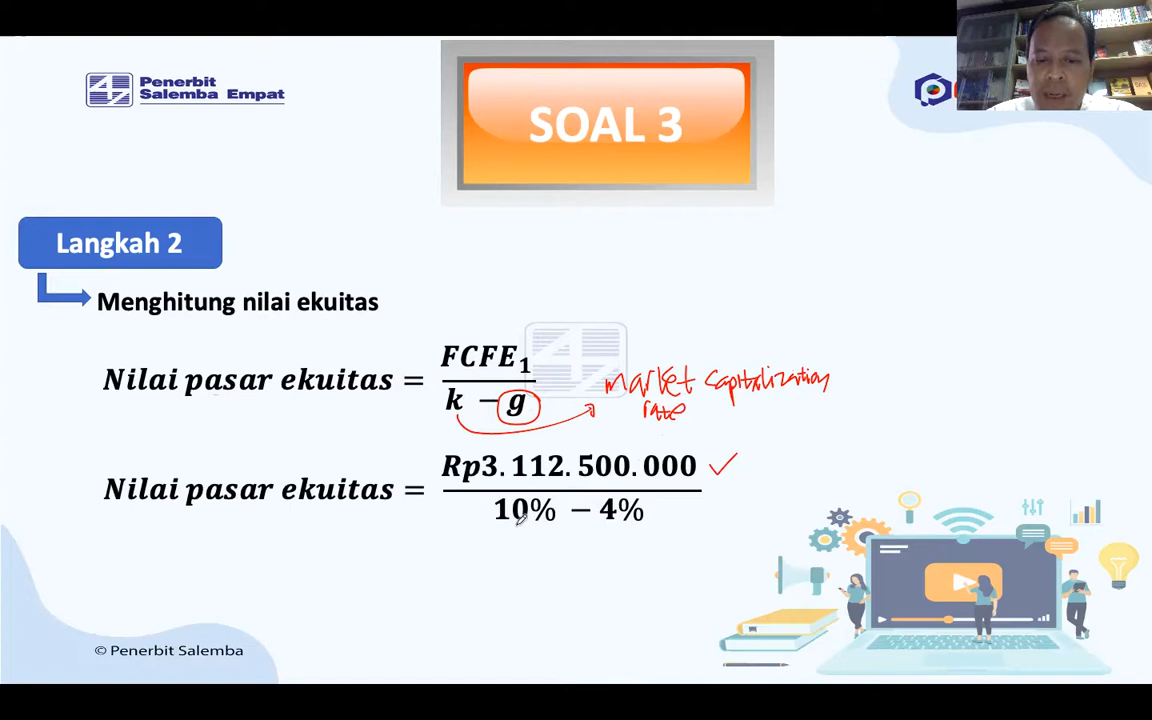 Penerbit
Salemba Empat
SOAL 3
Langkah 2
Menghitung nilai ekuitas
Nilai pasar ekuitas = FCFE₁ / k − g
market capitalization
rate
Nilai pasar ekuitas = Rp3.112.500.000 / 10% − 4%
© Penerbit Salemba